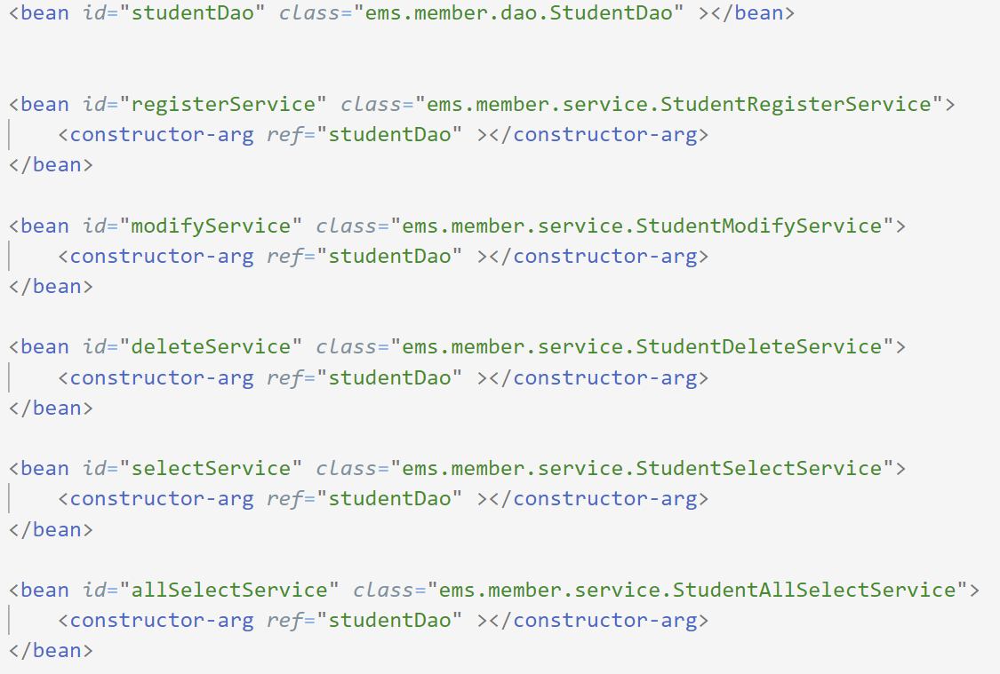 <bean id="studentDao" class="ems.member.dao.StudentDao" ></bean>
<bean id="registerService" class="ems.member.service.StudentRegisterService">
    <constructor-arg ref="studentDao" ></constructor-arg>
</bean>
<bean id="modifyService" class="ems.member.service.StudentModifyService">
    <constructor-arg ref="studentDao" ></constructor-arg>
</bean>
<bean id="deleteService" class="ems.member.service.StudentDeleteService">
    <constructor-arg ref="studentDao" ></constructor-arg>
</bean>
<bean id="selectService" class="ems.member.service.StudentSelectService">
    <constructor-arg ref="studentDao" ></constructor-arg>
</bean>
<bean id="allSelectService" class="ems.member.service.StudentAllSelectService">
    <constructor-arg ref="studentDao" ></constructor-arg>
</bean>